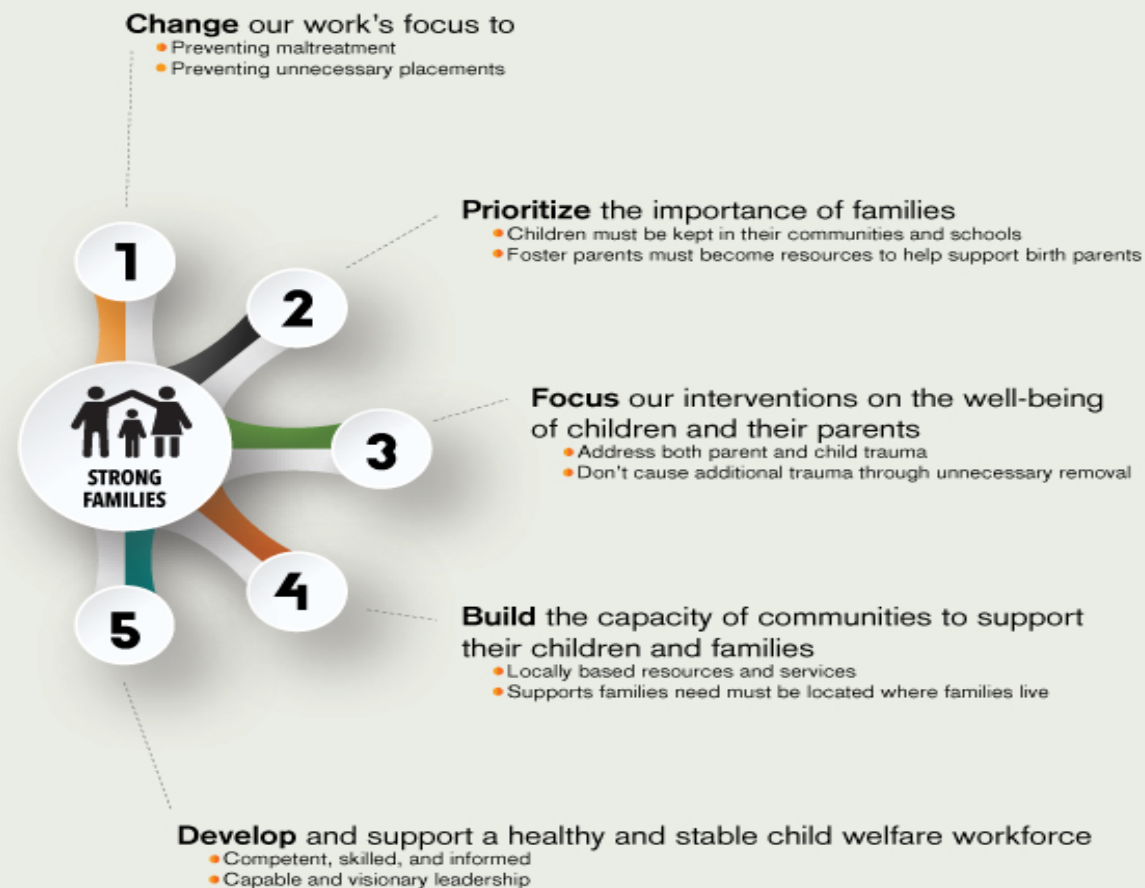 Change our work's focus to
Preventing maltreatment
Preventing unnecessary placements
1
2
Prioritize the importance of families
Children must be kept in their communities and schools
Foster parents must become resources to help support birth parents
STRONG
FAMILIES
3
Focus our interventions on the well-being
of children and their parents
Address both parent and child trauma
Don't cause additional trauma through unnecessary removal
4
Build the capacity of communities to support
their children and families
Locally based resources and services
Supports families need must be located where families live
5
Develop and support a healthy and stable child welfare workforce
Competent, skilled, and informed
Capable and visionary leadership